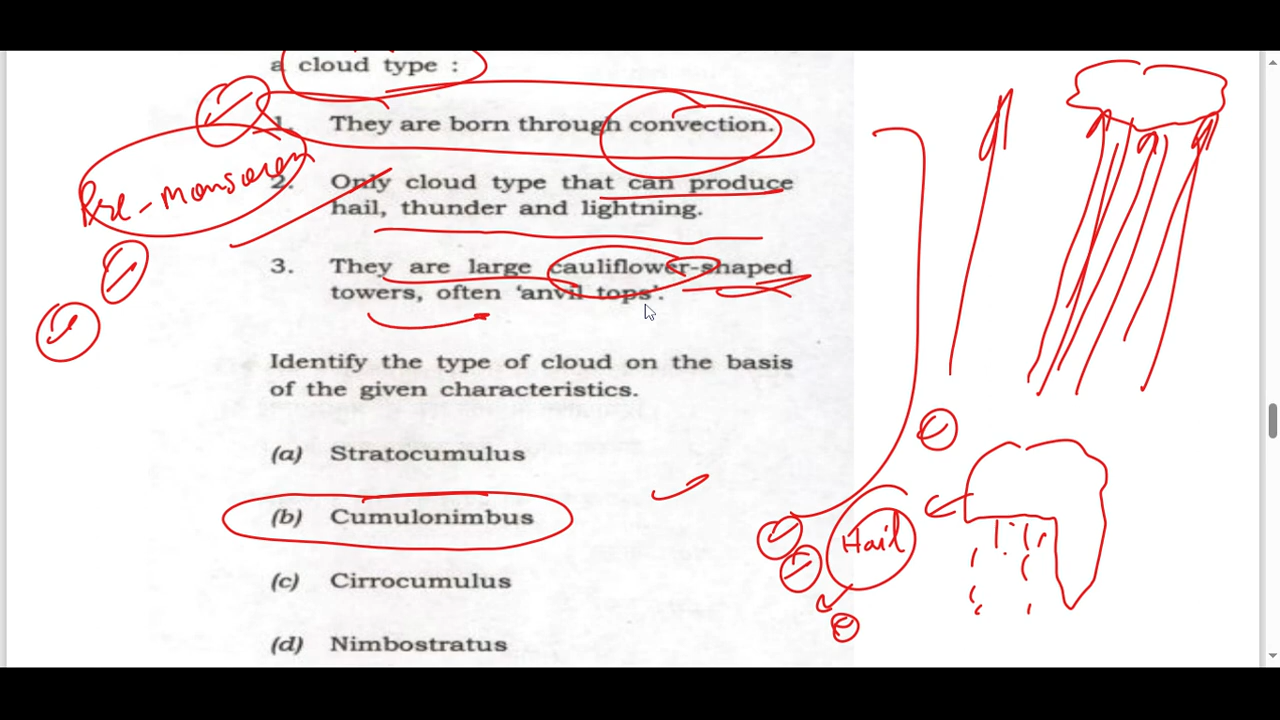 a cloud type :
1. They are born through convection.
Pre-monsoon
2. Only cloud type that can produce
hail, thunder and lightning.
3. They are large cauliflower-shaped
towers, often ‘anvil tops’.
Identify the type of cloud on the basis
of the given characteristics.
(a) Stratocumulus
(b) Cumulonimbus
Hail
(c) Cirrocumulus
(d) Nimbostratus